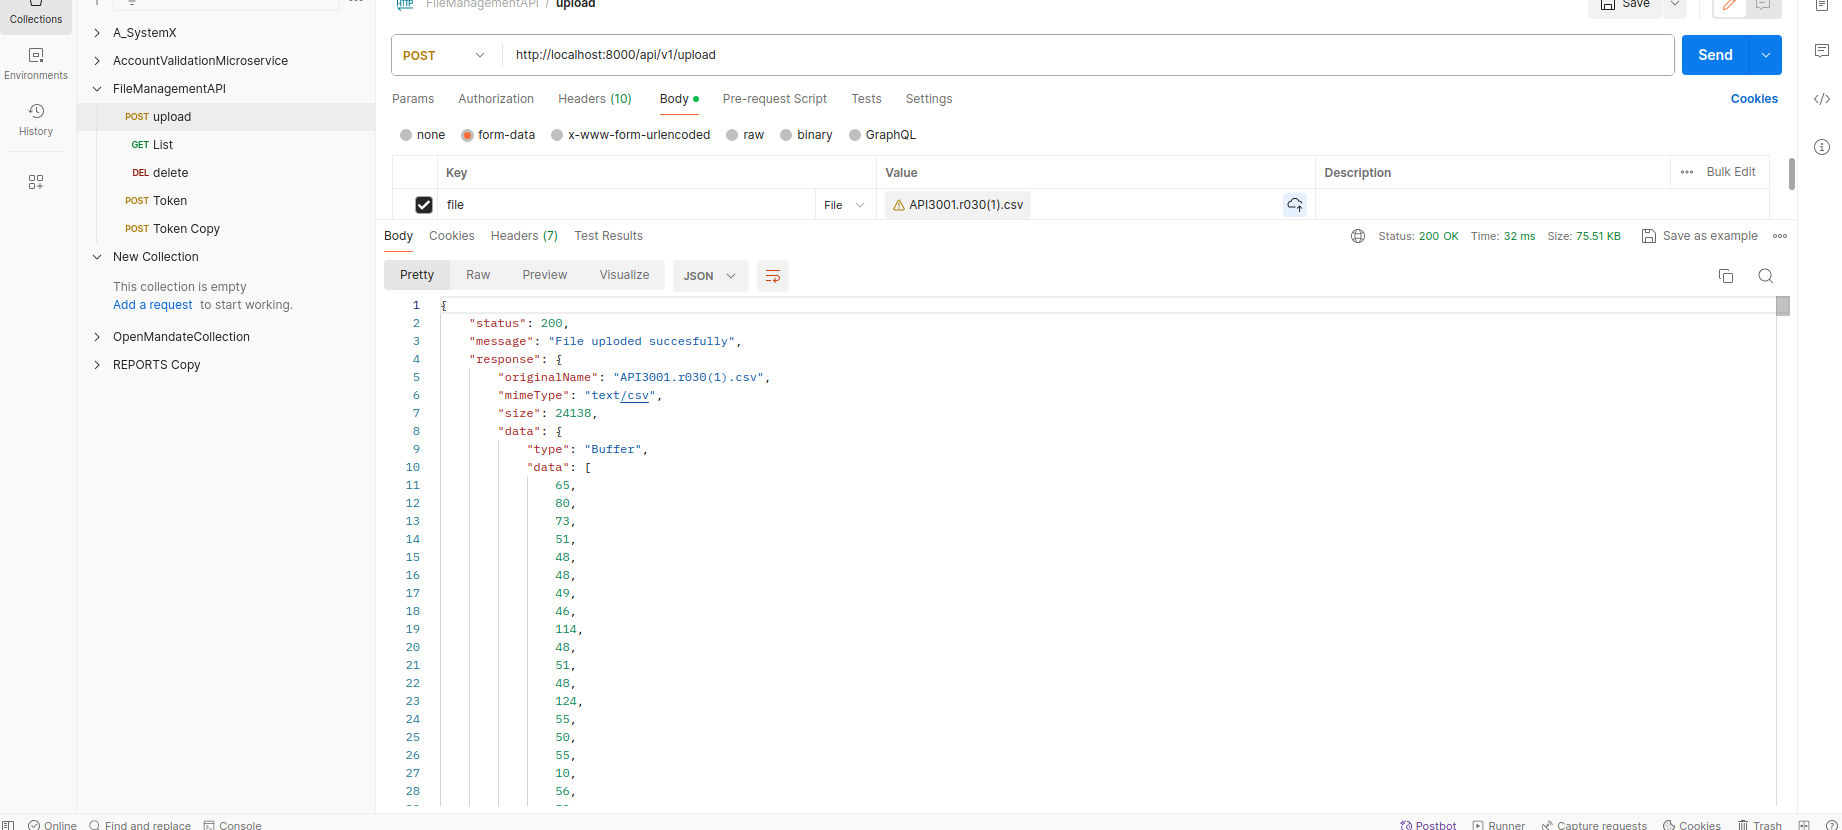 Collections
Environments
History
A_SystemX
AccountValidationMicroservice
FileManagementAPI
POST upload
GET List
DEL delete
POST Token
POST Token Copy
New Collection
This collection is empty
Add a request to start working.
OpenMandateCollection
REPORTS Copy
HTTP FileManagementAPI / upload
Save
POST http://localhost:8000/api/v1/upload
Send
Params Authorization Headers (10) Body Pre-request Script Tests Settings Cookies
none form-data x-www-form-urlencoded raw binary GraphQL
Key Value Description Bulk Edit
file File API3001.r030(1).csv
Body Cookies Headers (7) Test Results Status: 200 OK Time: 32 ms Size: 75.51 KB Save as example
Pretty Raw Preview Visualize JSON
1 {
2 "status": 200,
3 "message": "File uploded succesfully",
4 "response": {
5 "originalName": "API3001.r030(1).csv",
6 "mimeType": "text/csv",
7 "size": 24138,
8 "data": {
9 "type": "Buffer",
10 "data": [
11 65,
12 80,
13 73,
14 51,
15 48,
16 48,
17 49,
18 46,
19 114,
20 48,
21 51,
22 48,
23 124,
24 55,
25 50,
26 55,
27 10,
28 56,
Online Find and replace Console Postbot Runner Capture requests Cookies Trash